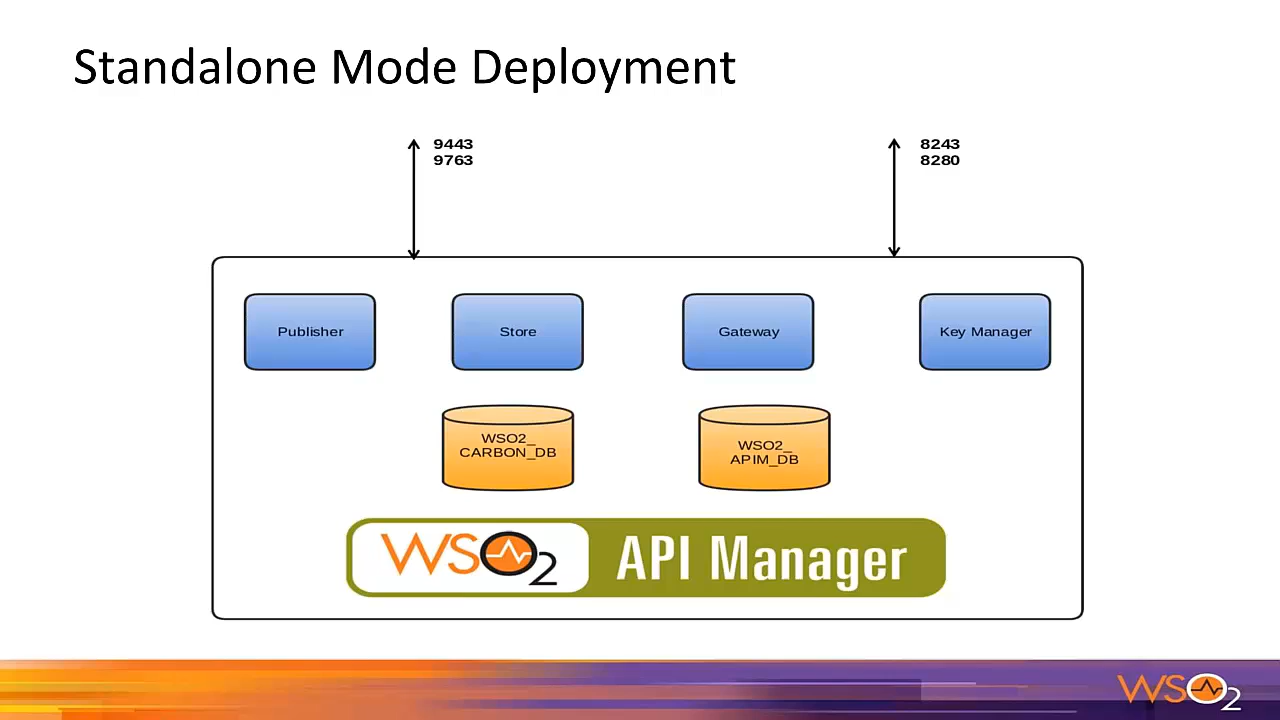 Standalone Mode Deployment
9443
9763
8243
8280
Publisher
Store
Gateway
Key Manager
WSO2_
CARBON_DB
WSO2_
APIM_DB
WSO2 API Manager
WSO2